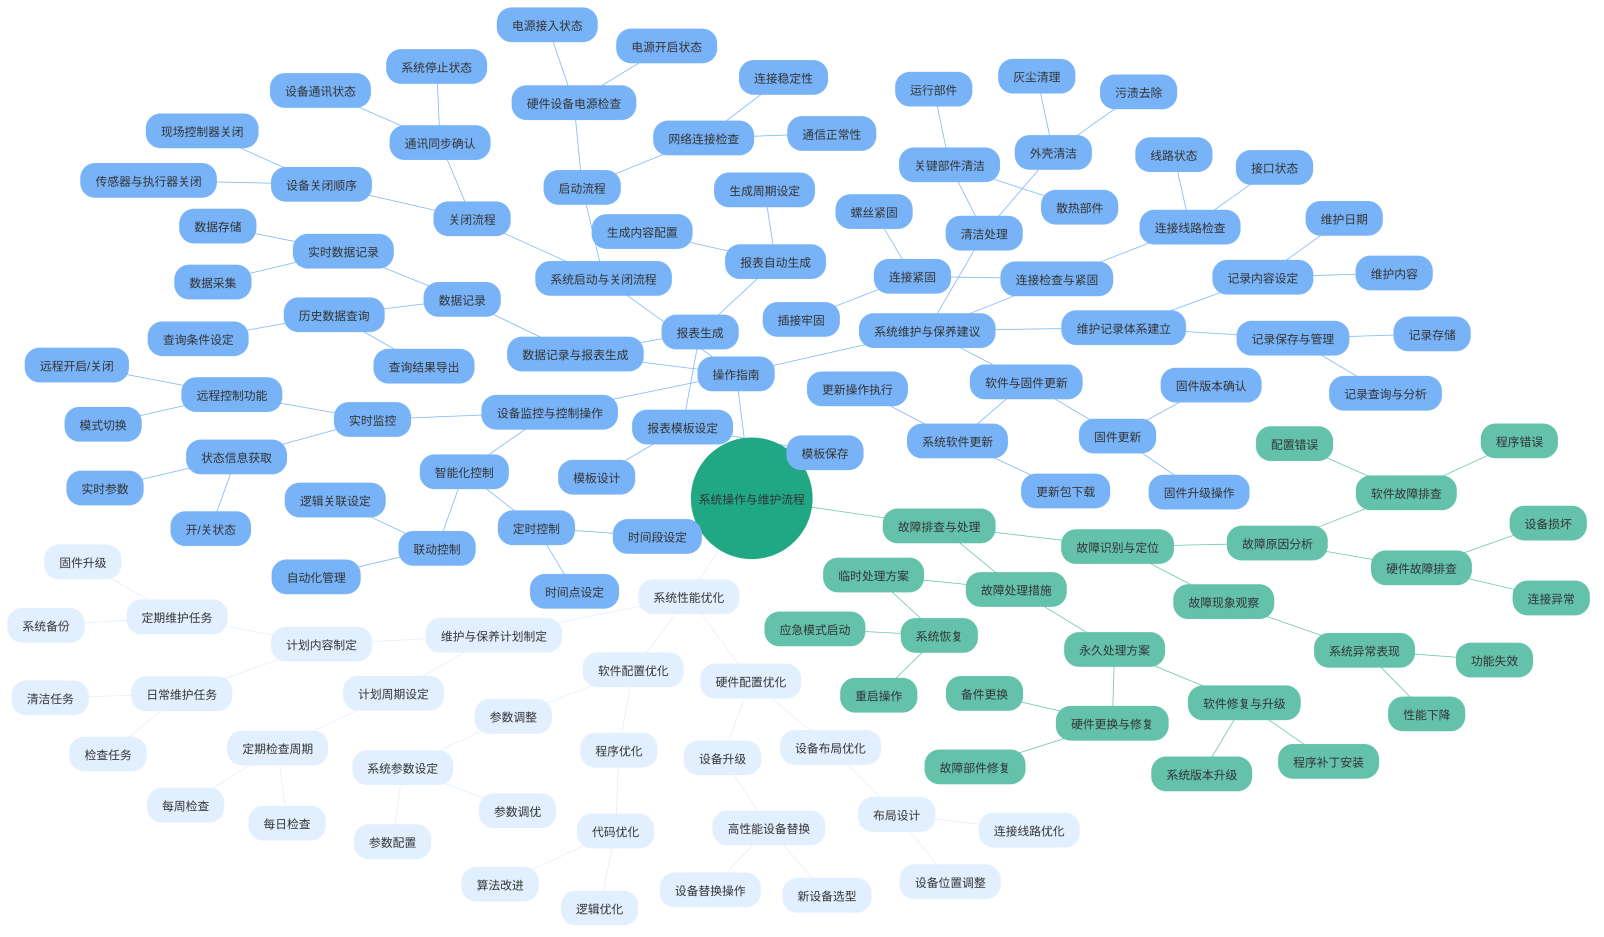 系统操作与维护流程
操作指南
系统启动与关闭流程
启动流程
硬件设备电源检查
电源接入状态
电源开启状态
网络连接检查
连接稳定性
通信正常性
关闭流程
通讯同步确认
系统停止状态
设备通讯状态
设备关闭顺序
现场控制器关闭
传感器与执行器关闭
数据记录与报表生成
数据记录
实时数据记录
数据存储
数据采集
历史数据查询
查询条件设定
查询结果导出
报表生成
报表自动生成
生成周期设定
生成内容配置
报表模板设定
模板设计
模板保存
设备监控与控制操作
实时监控
远程控制功能
远程开启/关闭
模式切换
状态信息获取
实时参数
开/关状态
智能化控制
联动控制
逻辑关联设定
自动化管理
定时控制
时间段设定
时间点设定
系统维护与保养建议
清洁处理
关键部件清洁
运行部件
散热部件
外壳清洁
灰尘清理
污渍去除
连接检查与紧固
连接紧固
螺丝紧固
插接牢固
连接线路检查
线路状态
接口状态
维护记录体系建立
记录内容设定
维护日期
维护内容
记录保存与管理
记录存储
记录查询与分析
软件与固件更新
系统软件更新
更新操作执行
更新包下载
固件更新
固件版本确认
固件升级操作
故障排查与处理
故障识别与定位
故障原因分析
软件故障排查
配置错误
程序错误
硬件故障排查
设备损坏
连接异常
故障现象观察
系统异常表现
功能失效
性能下降
故障处理措施
临时处理方案
系统恢复
应急模式启动
重启操作
永久处理方案
硬件更换与修复
备件更换
故障部件修复
软件修复与升级
系统版本升级
程序补丁安装
系统性能优化
维护与保养计划制定
计划内容制定
定期维护任务
固件升级
系统备份
日常维护任务
清洁任务
检查任务
计划周期设定
定期检查周期
每周检查
每日检查
软件配置优化
参数调整
系统参数设定
参数配置
参数调优
程序优化
代码优化
算法改进
逻辑优化
硬件配置优化
设备升级
高性能设备替换
设备替换操作
新设备选型
设备布局优化
布局设计
连接线路优化
设备位置调整